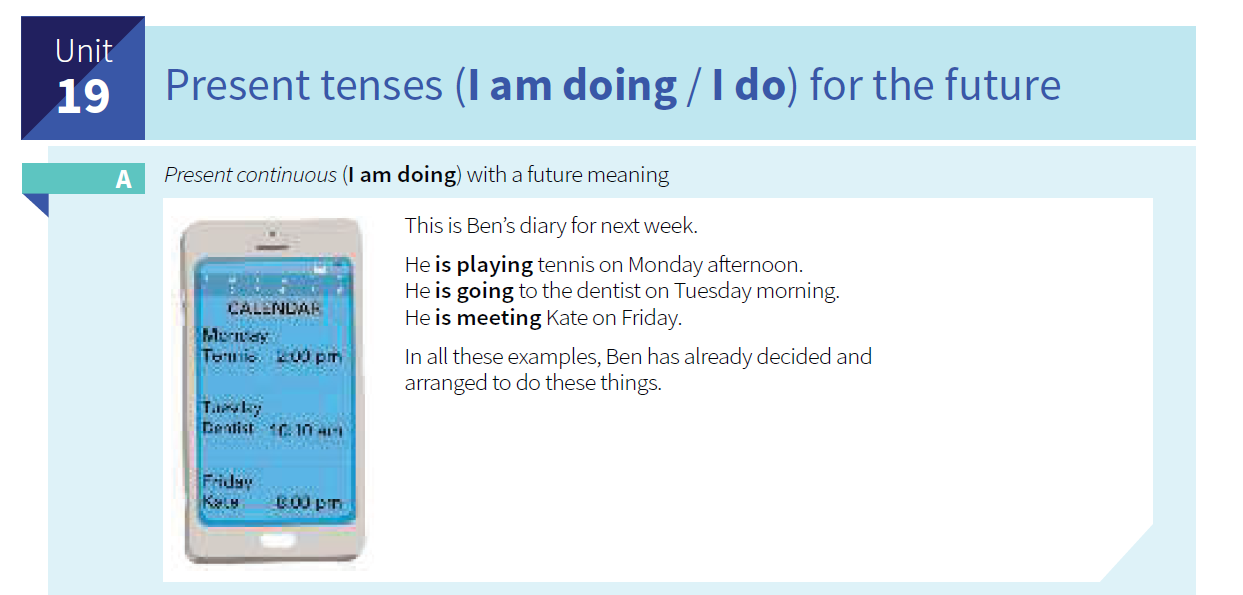 Unit
19
Present tenses (I am doing / I do) for the future
A
Present continuous (I am doing) with a future meaning
This is Ben’s diary for next week.
He is playing tennis on Monday afternoon.
He is going to the dentist on Tuesday morning.
He is meeting Kate on Friday.
In all these examples, Ben has already decided and
arranged to do these things.
CALENDAR
Monday
Tennis 2:00 pm
Tuesday
Dentist 10:10 am
Friday
Kate 8:00 pm